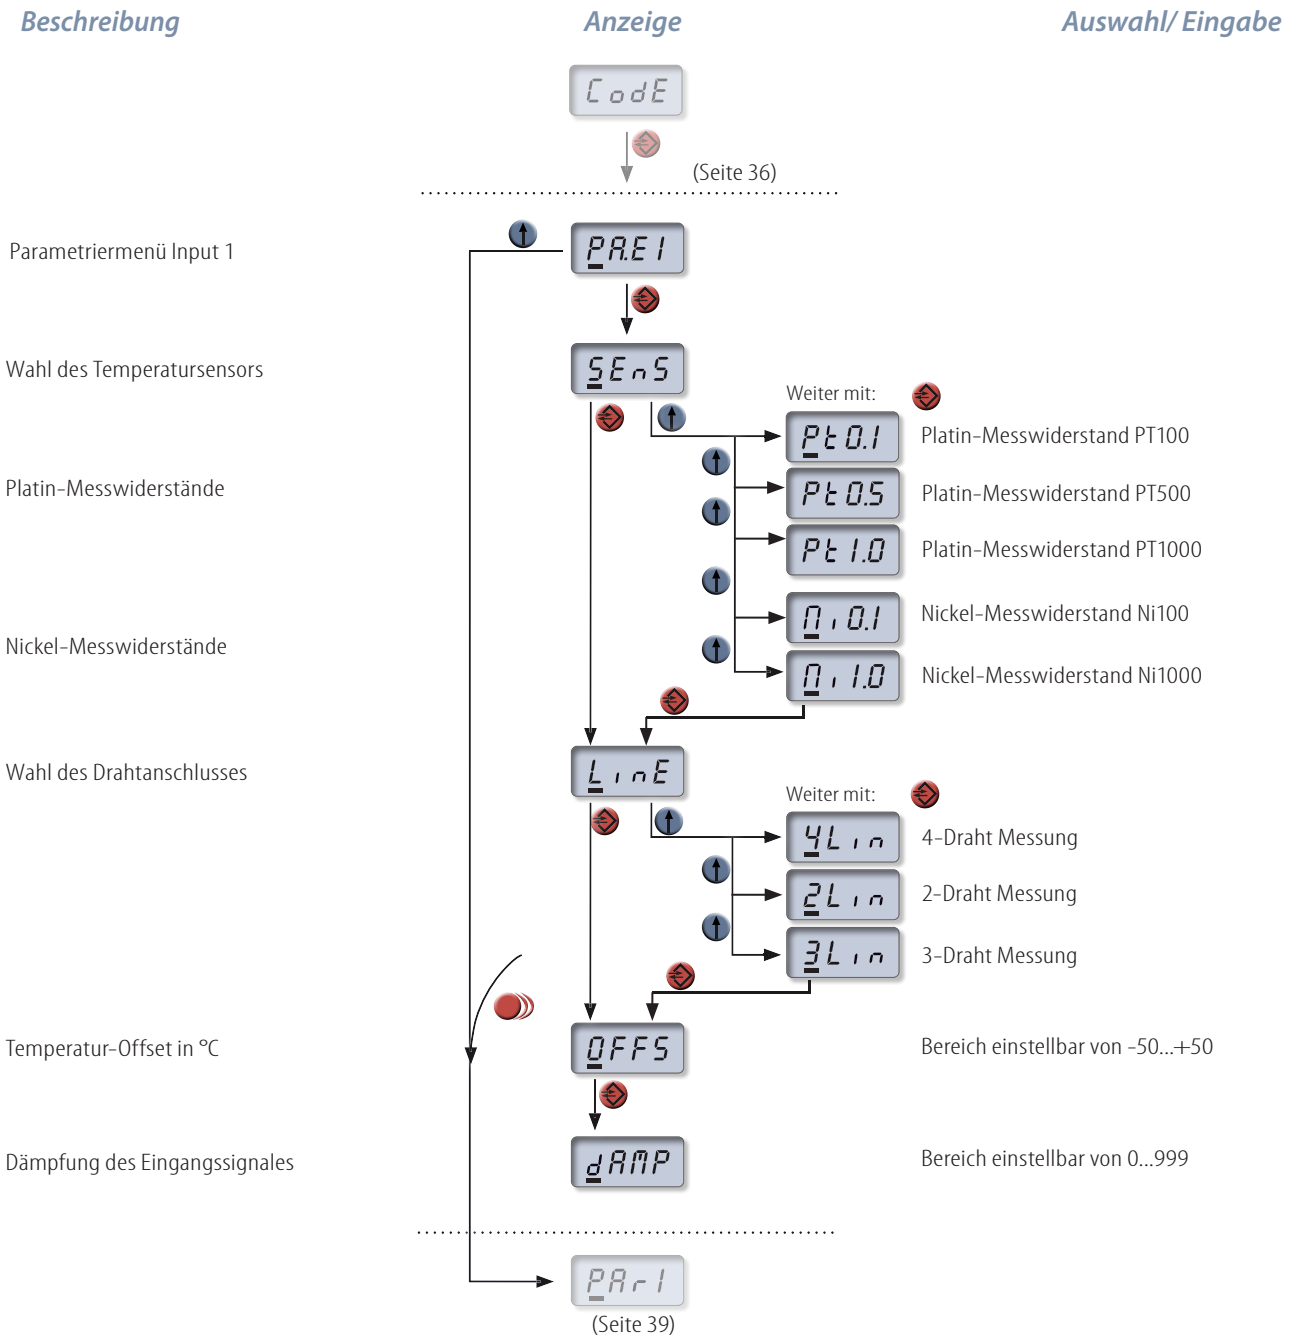 Beschreibung Anzeige Auswahl/ Eingabe
CodE
(Seite 36)
Parametriermenü Input 1
PA.E1
Wahl des Temperatursensors
SEnS
Weiter mit:
Pt 0.1 Platin-Messwiderstand PT100
Platin-Messwiderstände
Pt 0.5 Platin-Messwiderstand PT500
Pt 1.0 Platin-Messwiderstand PT1000
Ni 0.1 Nickel-Messwiderstand Ni100
Nickel-Messwiderstände
Ni 1.0 Nickel-Messwiderstand Ni1000
Wahl des Drahtanschlusses
LinE
Weiter mit:
4Lin 4-Draht Messung
2Lin 2-Draht Messung
3Lin 3-Draht Messung
Temperatur-Offset in °C OFFS Bereich einstellbar von -50...+50
Dämpfung des Eingangssignales dAMP Bereich einstellbar von 0...999
PAr1
(Seite 39)